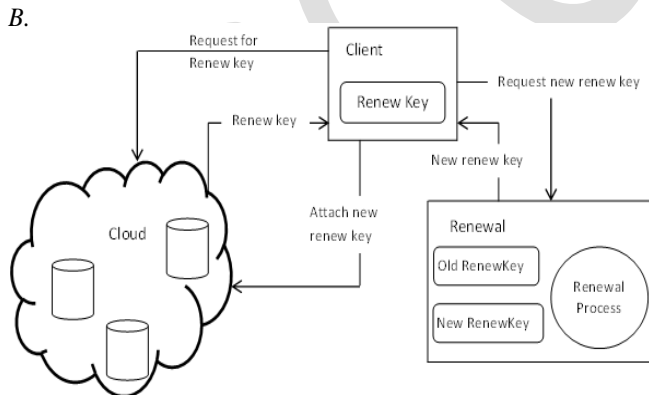 B.
Request for
Renew key
Client
Renew Key
Request new renew key
Renew key
New renew key
Cloud
Attach new
renew key
Renewal
Old RenewKey
New RenewKey
Renewal
Process